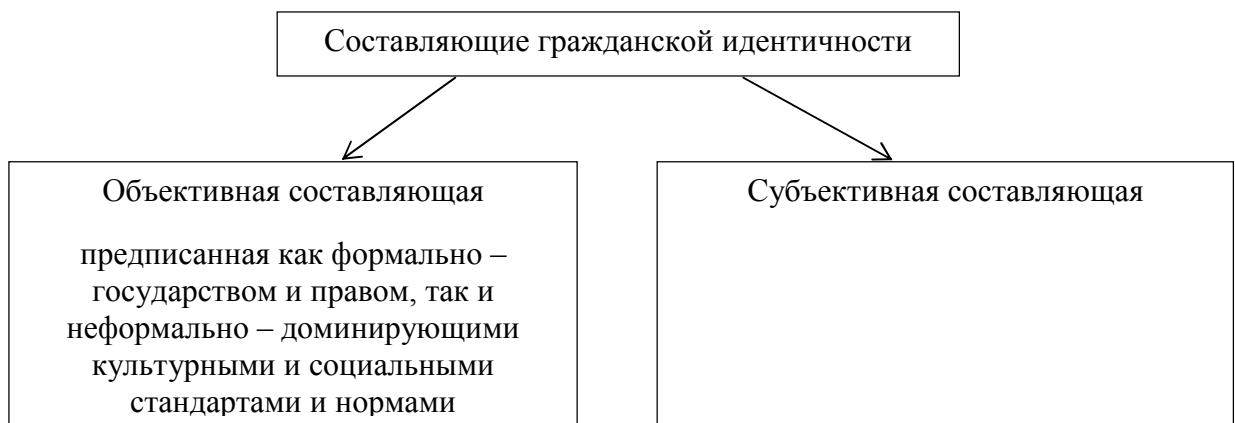 Составляющие гражданской идентичности
Объективная составляющая
предписанная как формально –
государством и правом, так и
неформально – доминирующими
культурными и социальными
стандартами и нормами
Субъективная составляющая